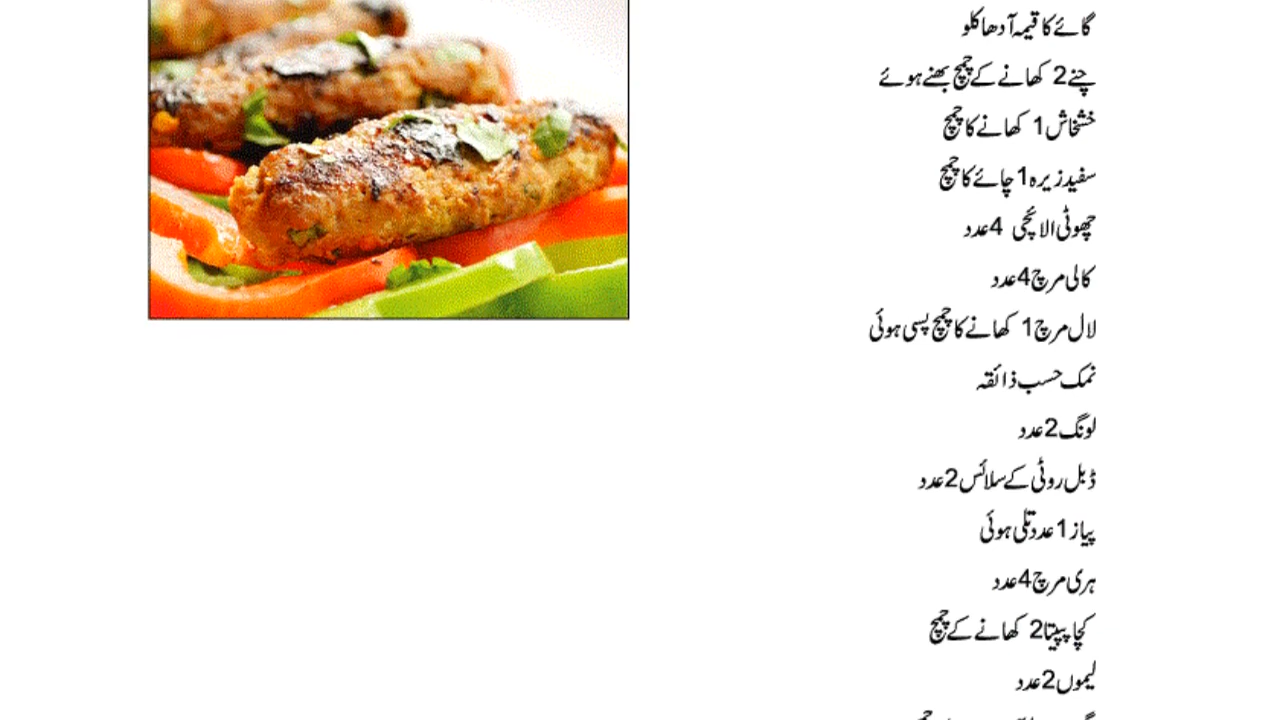 گائے کا قیمہ آدھا کلو
چنے 2 کھانے کے چمچ بھنے ہوئے
خشخاش 1 کھانے کا چمچ
سفید زیرہ 1 چائے کا چمچ
چھوٹی الائچی 4 عدد
کالی مرچ 4 عدد
لال مرچ 1 کھانے کا چمچ پسی ہوئی
نمک حسب ذائقہ
لونگ 2 عدد
ڈبل روٹی کے سلائس 2 عدد
پیاز 1 عدد تلی ہوئی
ہری مرچ 4 عدد
کچا پپیتا 2 کھانے کے چمچ
لیموں 2 عدد